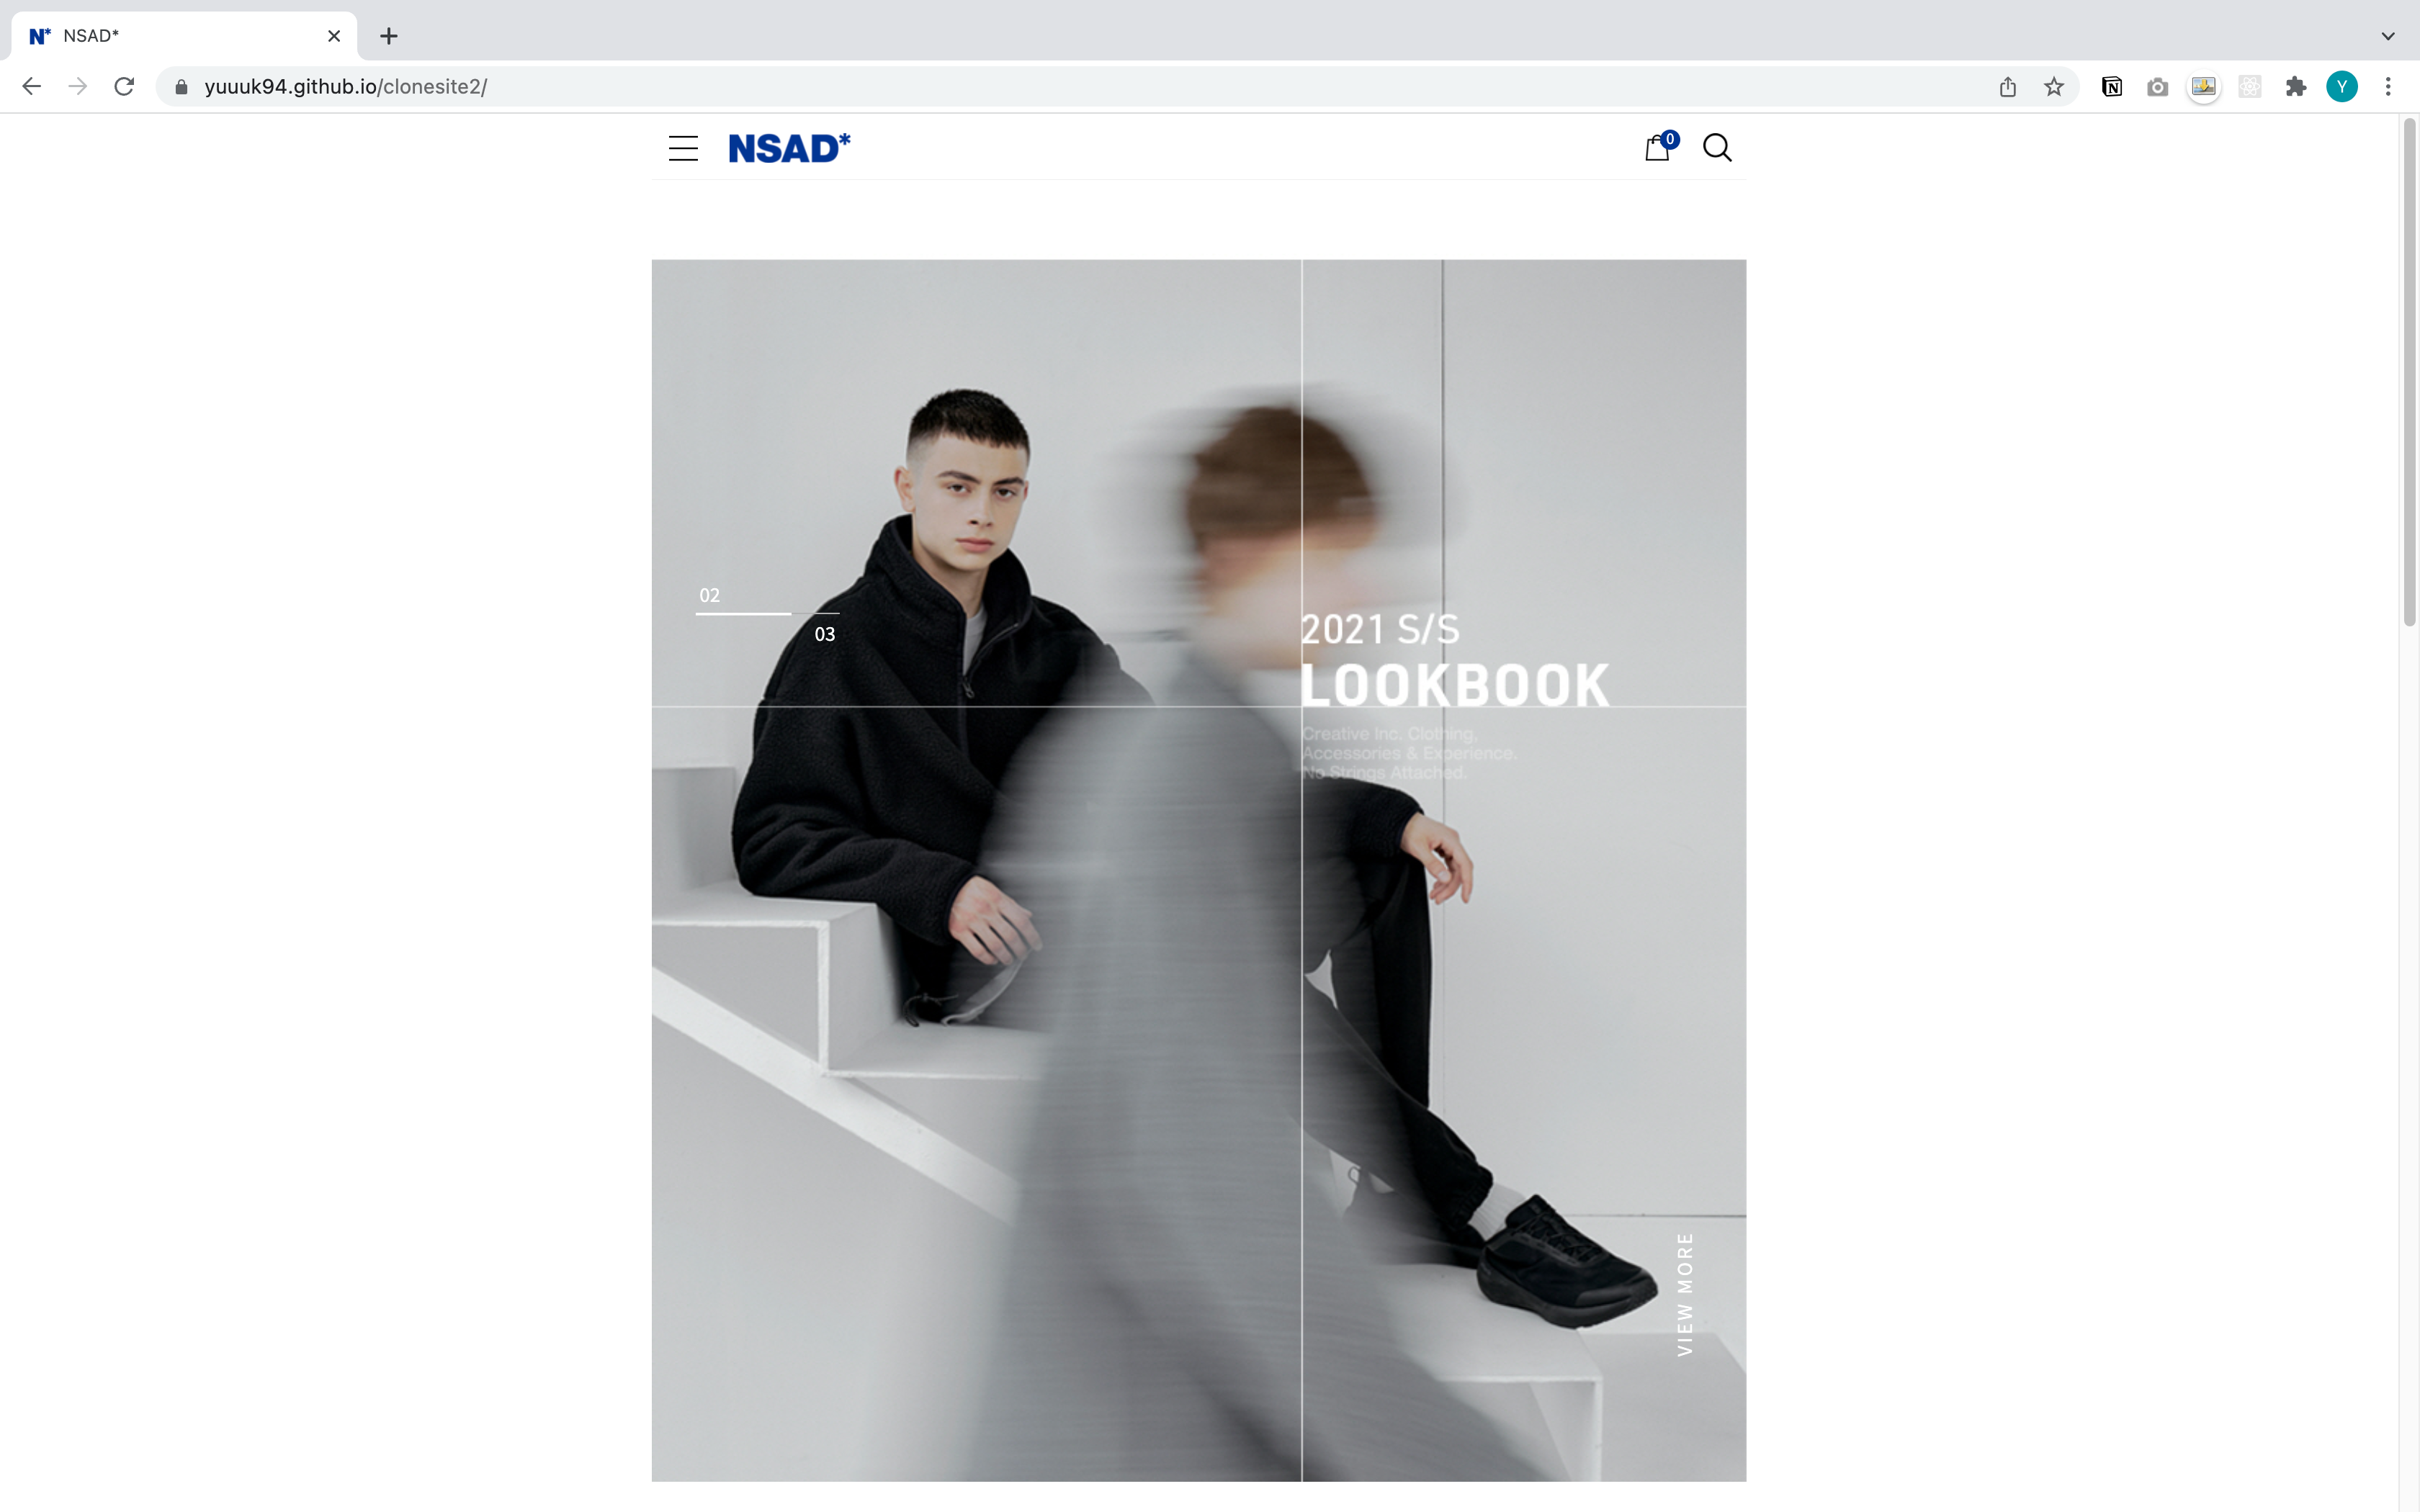 N* NSAD*
yuuuk94.github.io/clonesite2/
N
Y
NSAD*
0
02
03
2021 S/S
LOOKBOOK
Creative Inc. Clothing,
Accessories & Experience.
No Strings Attached.
VIEW MORE